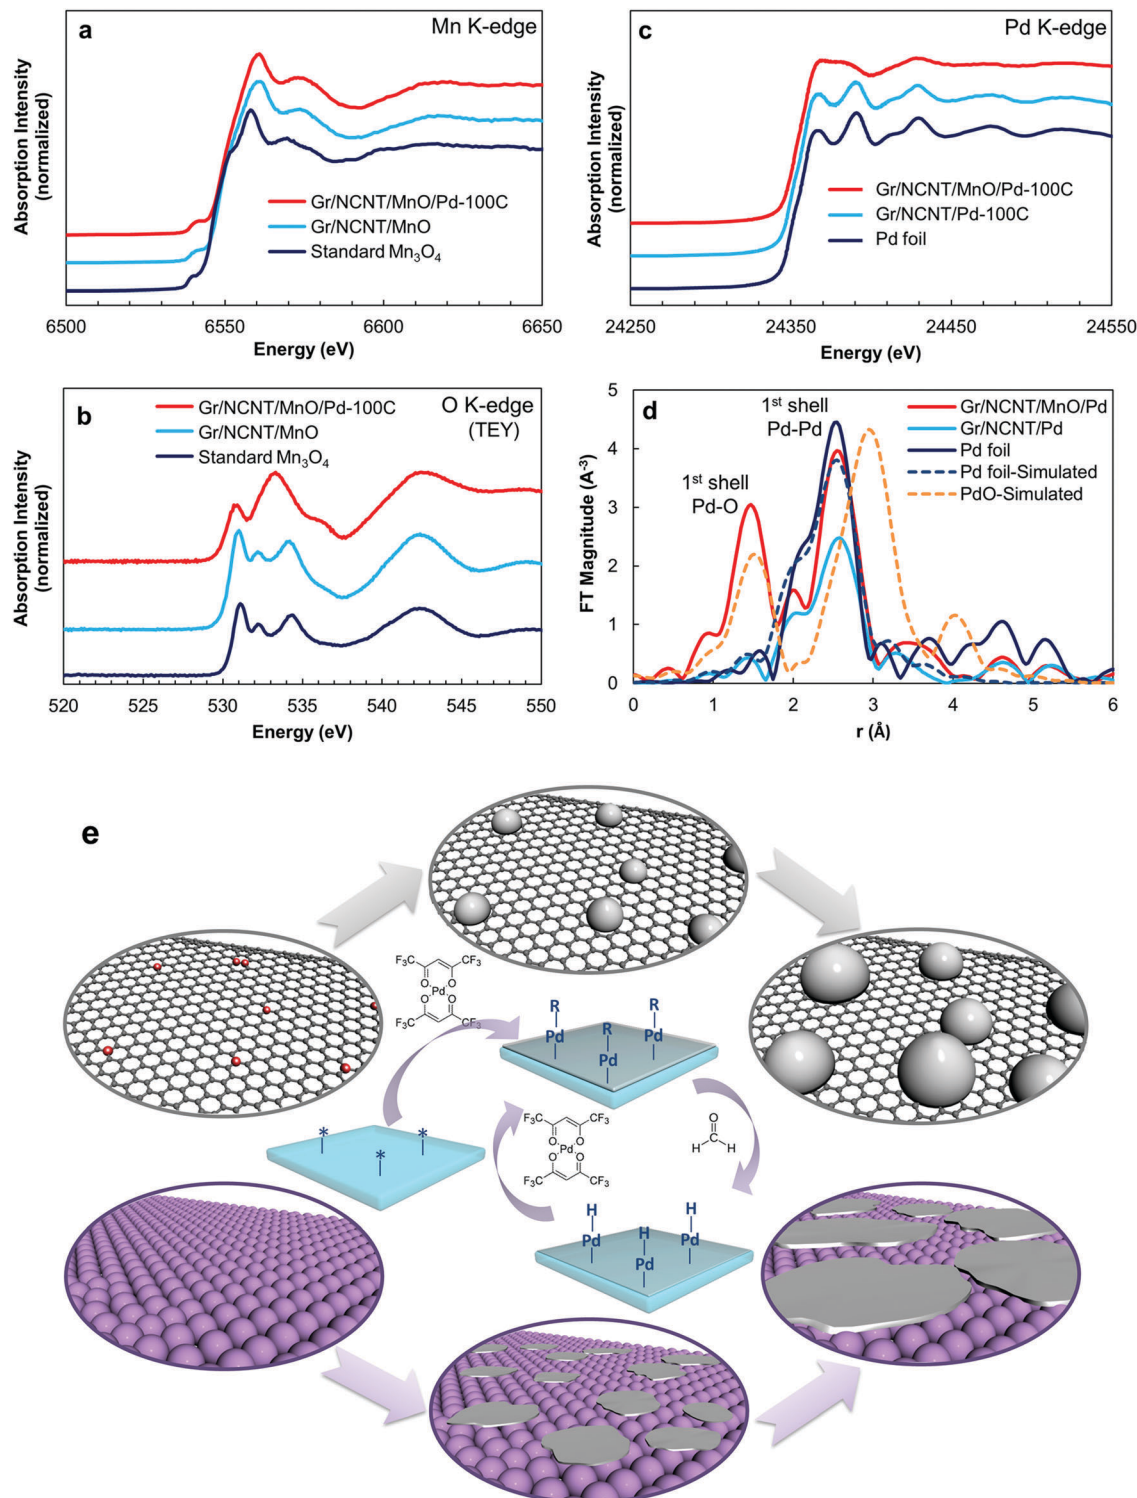 a
Mn K-edge
Absorption Intensity
(normalized)
Gr/NCNT/MnO/Pd-100C
Gr/NCNT/MnO
Standard Mn₃O₄
6500
6550
6600
6650
Energy (eV)
c
Pd K-edge
Absorption Intensity
(normalized)
Gr/NCNT/MnO/Pd-100C
Gr/NCNT/Pd-100C
Pd foil
24250
24350
24450
24550
Energy (eV)
b
O K-edge
(TEY)
Absorption Intensity
(normalized)
Gr/NCNT/MnO/Pd-100C
Gr/NCNT/MnO
Standard Mn₃O₄
520
525
530
535
540
545
550
Energy (eV)
d
1ˢᵗ shell
Pd-Pd
1ˢᵗ shell
Pd-O
Gr/NCNT/MnO/Pd
Gr/NCNT/Pd
Pd foil
Pd foil-Simulated
PdO-Simulated
FT Magnitude (A⁻³)
5
4
3
2
1
0
0
1
2
3
4
5
6
r (Å)
e
F₃C
CF₃
O
O
Pd
O
O
F₃C
CF₃
R
R
R
Pd
Pd
Pd
*
*
*
F₃C
CF₃
O
O
Pd
O
O
F₃C
CF₃
O
H
H
H
H
H
Pd
Pd
Pd